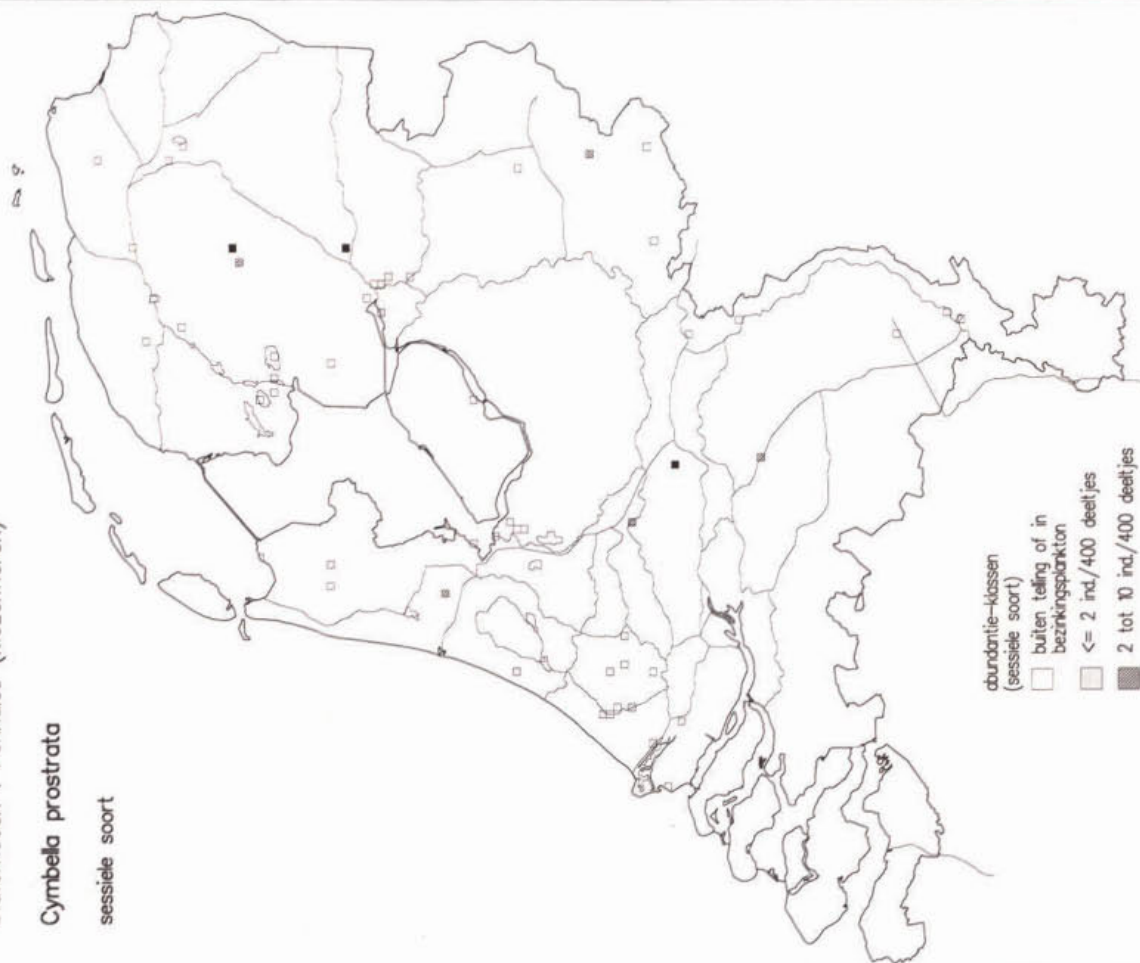 Cymbella prostrata
sessiele soort
abundantie-klassen
(sessiele soort)
buiten telling of in
bezinkingsplankton
<= 2 ind./400 deeltjes
2 tot 10 ind./400 deeltjes